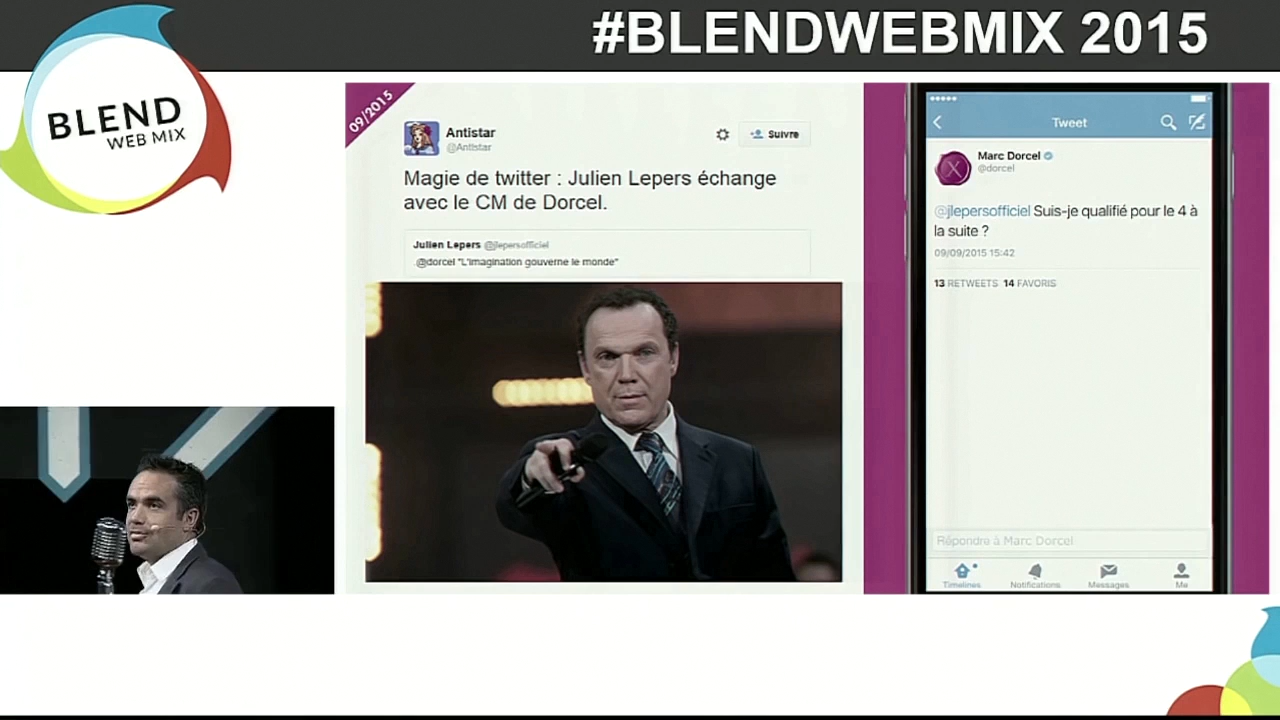 #BLENDWEBMIX 2015
BLEND
WEB MIX
09/2015
Antistar
@Antistar
Suivre
Magie de twitter : Julien Lepers échange
avec le CM de Dorcel.
Julien Lepers @jlepersofficiel
.@dorcel "L'imagination gouverne le monde"
Tweet
Marc Dorcel
@dorcel
@jlepersofficiel Suis-je qualifié pour le 4 à
la suite ?
09/09/2015 15:42
13 RETWEETS 14 FAVORIS
Répondre à Marc Dorcel
Timelines Notifications Messages Me